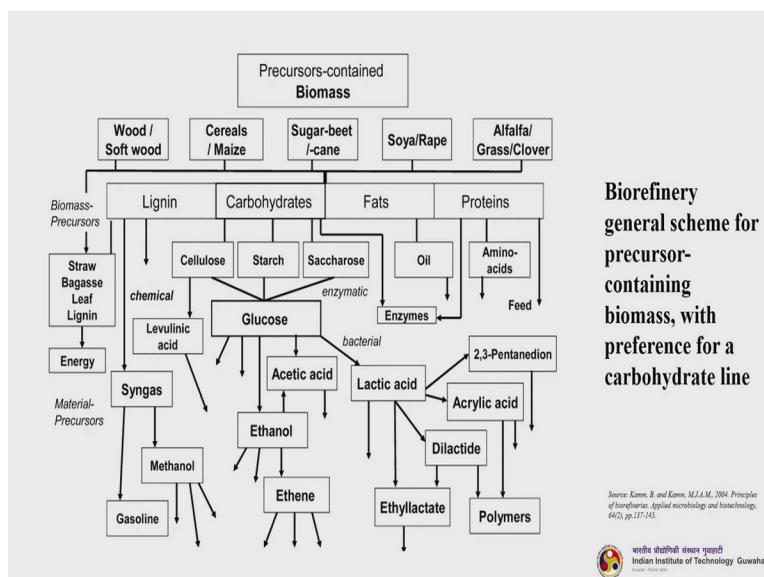 Precursors-contained
Biomass
Wood /
Soft wood
Cereals
/ Maize
Sugar-beet
/-cane
Soya/Rape
Alfalfa/
Grass/Clover
Biomass-
Precursors
Lignin
Carbohydrates
Fats
Proteins
Straw
Bagasse
Leaf
Lignin
Cellulose
Starch
Saccharose
Oil
Amino-
acids
chemical
enzymatic
Levulinic
acid
Glucose
Enzymes
Feed
Energy
bacterial
2,3-Pentanedion
Syngas
Acetic acid
Lactic acid
Acrylic acid
Material-
Precursors
Ethanol
Dilactide
Methanol
Ethene
Ethyllactate
Polymers
Gasoline
Biorefinery
general scheme for
precursor-
containing
biomass, with
preference for a
carbohydrate line
Source: Kamm, B. and Kamm, M.J.A.M., 2004. Principles
of biorefineries. Applied microbiology and biotechnology,
64(2), pp.137-145.
भारतीय प्रौद्योगिकी संस्थान गुवाहाटी
Indian Institute of Technology Guwaha